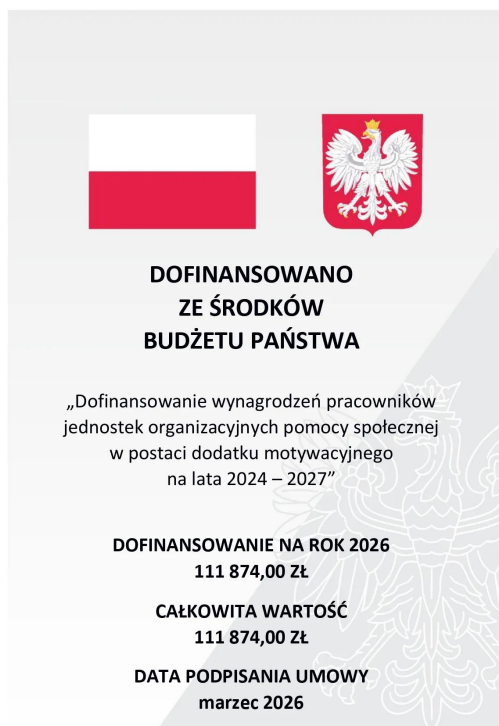 DOFINANSOWANO
ZE ŚRODKÓW
BUDŻETU PAŃSTWA
„Dofinansowanie wynagrodzeń pracowników
jednostek organizacyjnych pomocy społecznej
w postaci dodatku motywacyjnego
na lata 2024 – 2027”
DOFINANSOWANIE NA ROK 2026
111 874,00 ZŁ
CAŁKOWITA WARTOŚĆ
111 874,00 ZŁ
DATA PODPISANIA UMOWY
marzec 2026